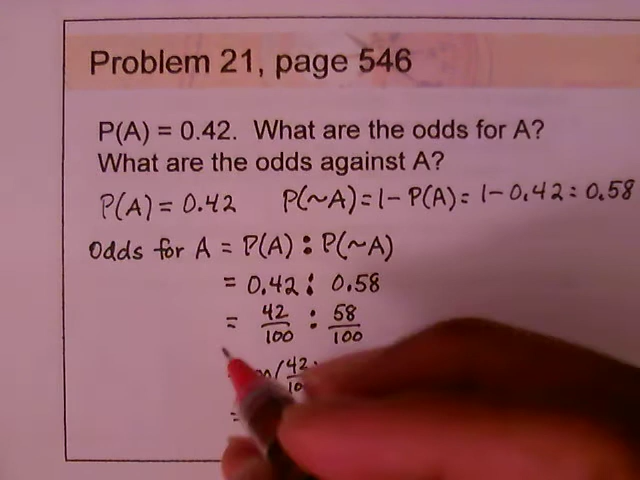 Problem 21, page 546
P(A) = 0.42. What are the odds for A?
What are the odds against A?
P(A) = 0.42 P(~A) = 1 - P(A) = 1 - 0.42 = 0.58
Odds for A = P(A) : P(~A)
= 0.42 : 0.58
= 42/100 : 58/100
(42/
=